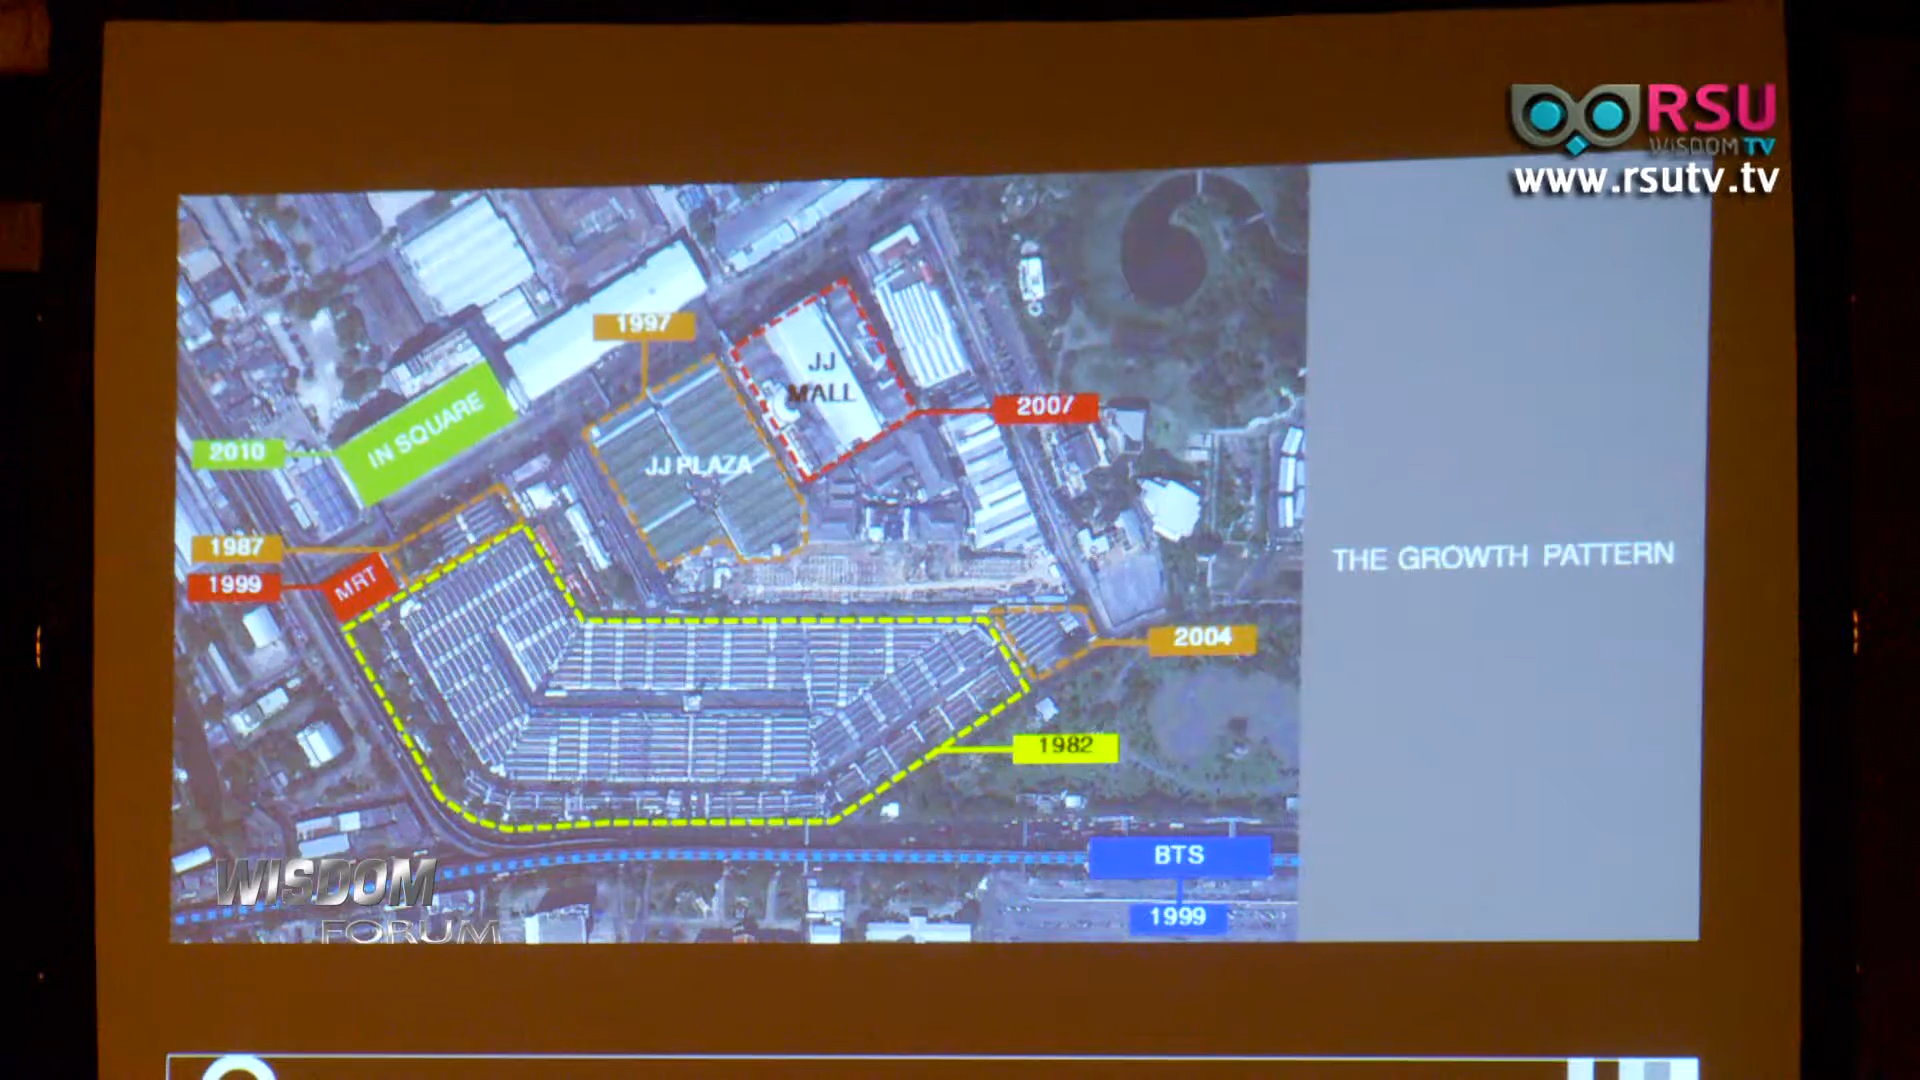 RSU
WISDOM TV
www.rsutv.tv
1997
JJ
MALL
2007
IN SQUARE
2010
JJ PLAZA
1987
1999
MRT
THE GROWTH PATTERN
2004
1982
BTS
1999
WISDOM
FORUM